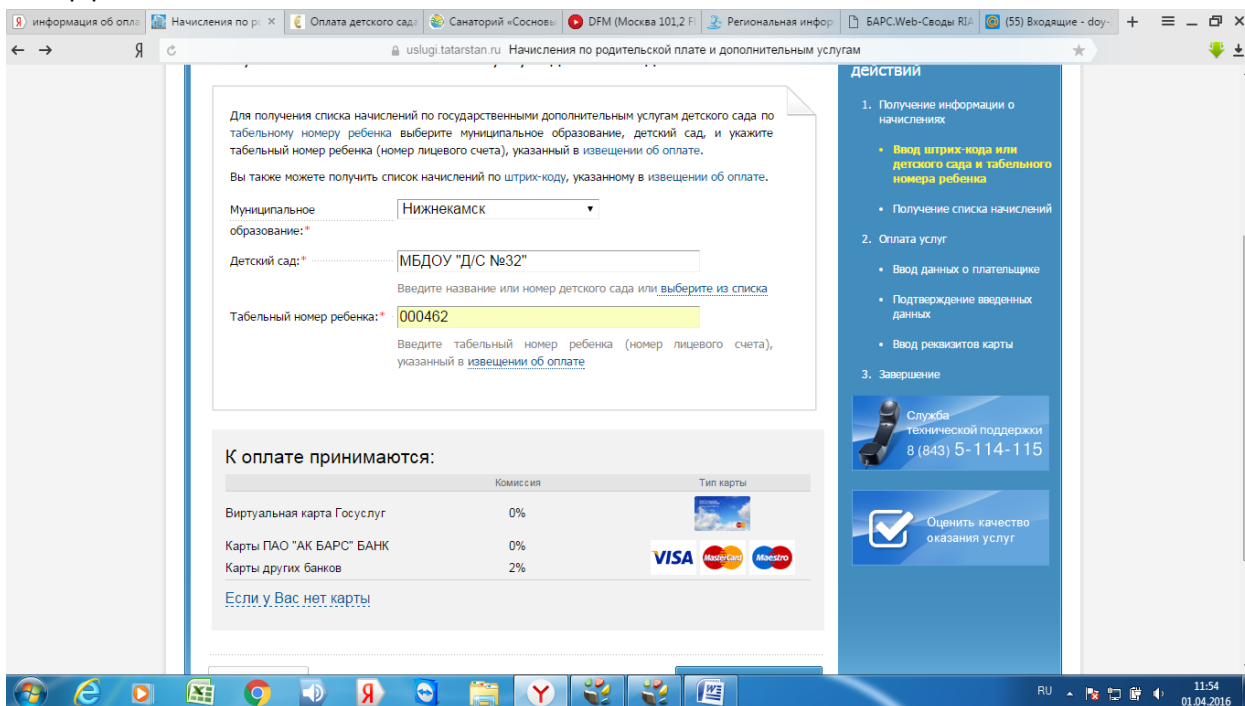 информация об опла
Начисления по рс
Оплата детского сада
Санаторий «Сосновы
DFM (Москва 101,2 F
Региональная инфор
БАРС.Web-Своды RIA
(55) Входящие - doy-
uslugi.tatarstan.ru Начисления по родительской плате и дополнительным услугам
Для получения списка начислений по государственными дополнительным услугам детского сада по
табельному номеру ребенка выберите муниципальное образование, детский сад, и укажите
табельный номер ребенка (номер лицевого счета), указанный в извещении об оплате.
Вы также можете получить список начислений по штрих-коду, указанному в извещении об оплате.
Муниципальное
образование:*
Нижнекамск
Детский сад:*
МБДОУ "Д/С №32"
Введите название или номер детского сада или выберите из списка
Табельный номер ребенка:*
000462
Введите табельный номер ребенка (номер лицевого счета),
указанный в извещении об оплате
К оплате принимаются:
Комиссия Тип карты
Виртуальная карта Госуслуг 0%
Карты ПАО "АК БАРС" БАНК 0%
VISA MasterCard Maestro
Карты других банков 2%
Если у Вас нет карты
действий
1. Получение информации о
начислениях
• Ввод штрих-кода или
детского сада и табельного
номера ребенка
• Получение списка начислений
2. Оплата услуг
• Ввод данных о плательщике
• Подтверждение введенных
данных
• Ввод реквизитов карты
3. Завершение
Служба
технической поддержки
8 (843) 5-114-115
Оценить качество
оказания услуг
RU
11:54
01.04.2016